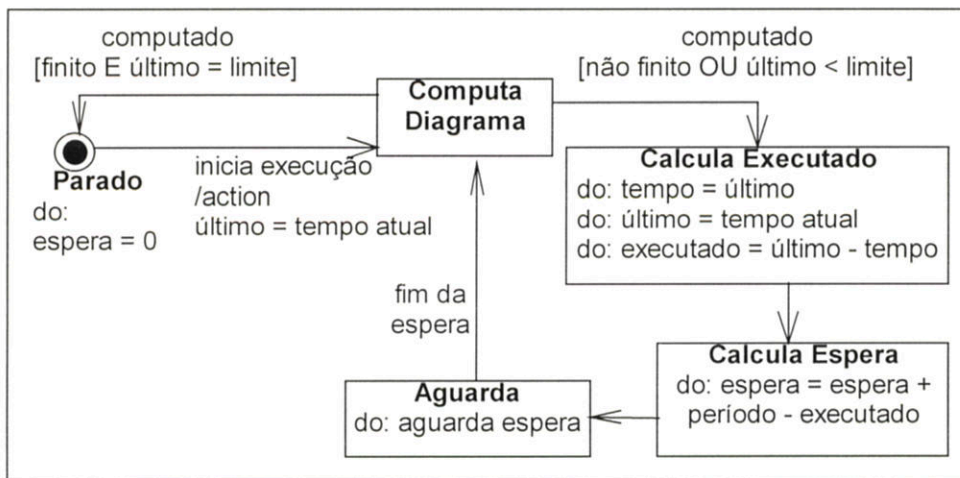 computado
[finito E último = limite]
computado
[não finito OU último < limite]
Computa
Diagrama
Parado
do:
espera = 0
inicia execução
/action
último = tempo atual
Calcula Executado
do: tempo = último
do: último = tempo atual
do: executado = último - tempo
fim da
espera
Calcula Espera
do: espera = espera +
período - executado
Aguarda
do: aguarda espera